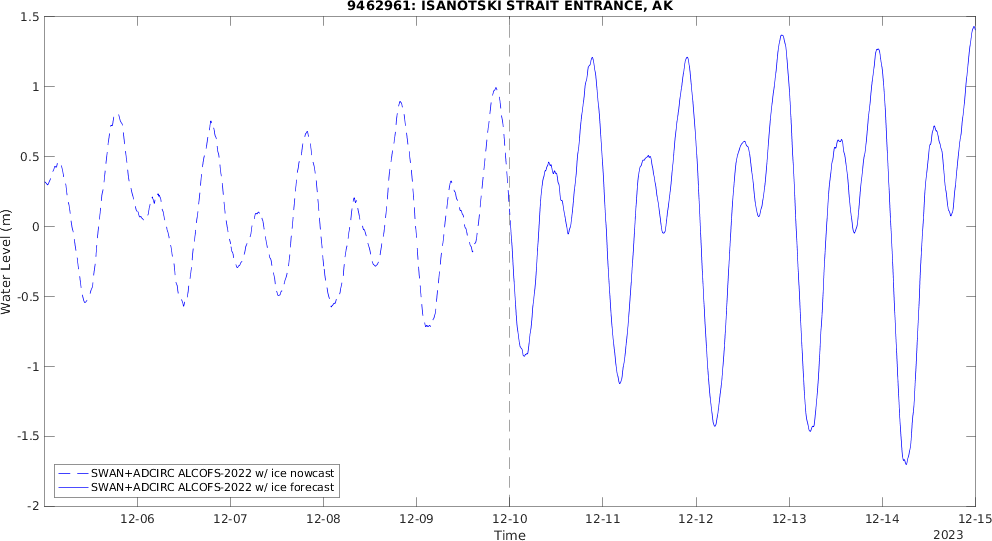 9462961: ISANOTSKI STRAIT ENTRANCE, AK
1.5
1
0.5
0
-0.5
-1
-1.5
-2
Water Level (m)
SWAN+ADCIRC ALCOFS-2022 w/ ice nowcast
SWAN+ADCIRC ALCOFS-2022 w/ ice forecast
12-06 12-07 12-08 12-09 12-10 12-11 12-12 12-13 12-14 12-15
Time
2023